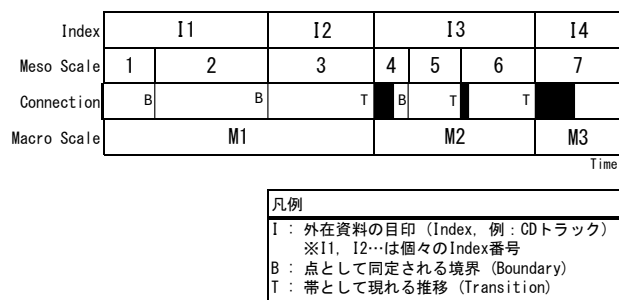 Index I1 I2 I3 I4
Meso Scale 1 2 3 4 5 6 7
Connection B B T B T T
Macro Scale M1 M2 M3
Time
凡例
I : 外在資料の目印 (Index, 例：CDトラック)
※I1, I2…は個々のIndex番号
B : 点として同定される境界 (Boundary)
T : 帯として現れる推移 (Transition)